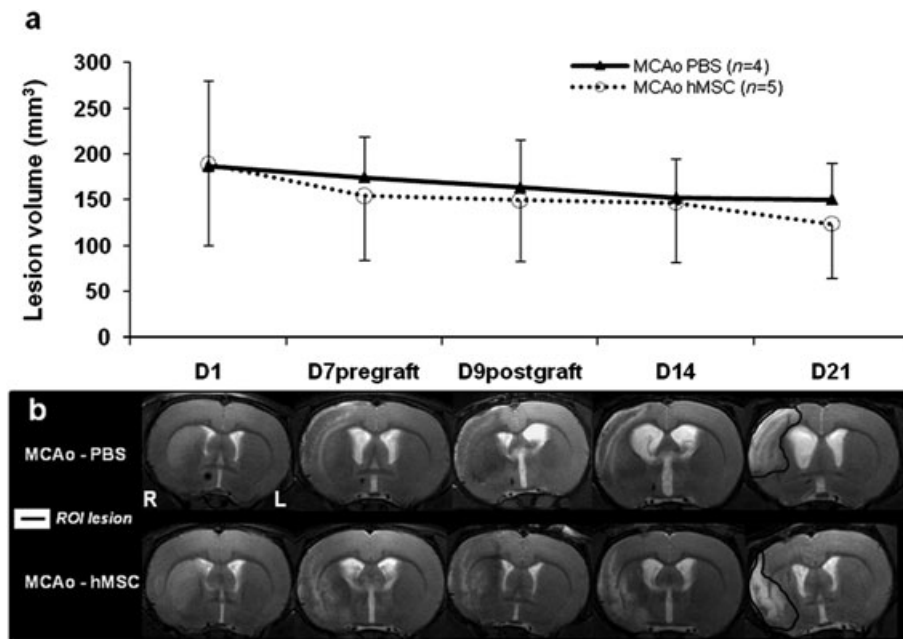 a
MCAo PBS (n=4)
MCAo hMSC (n=5)
Lesion volume (mm³)
300
250
200
150
100
50
0
D1 D7pregraft D9postgraft D14 D21
b
MCAo - PBS
R L
ROI lesion
MCAo - hMSC